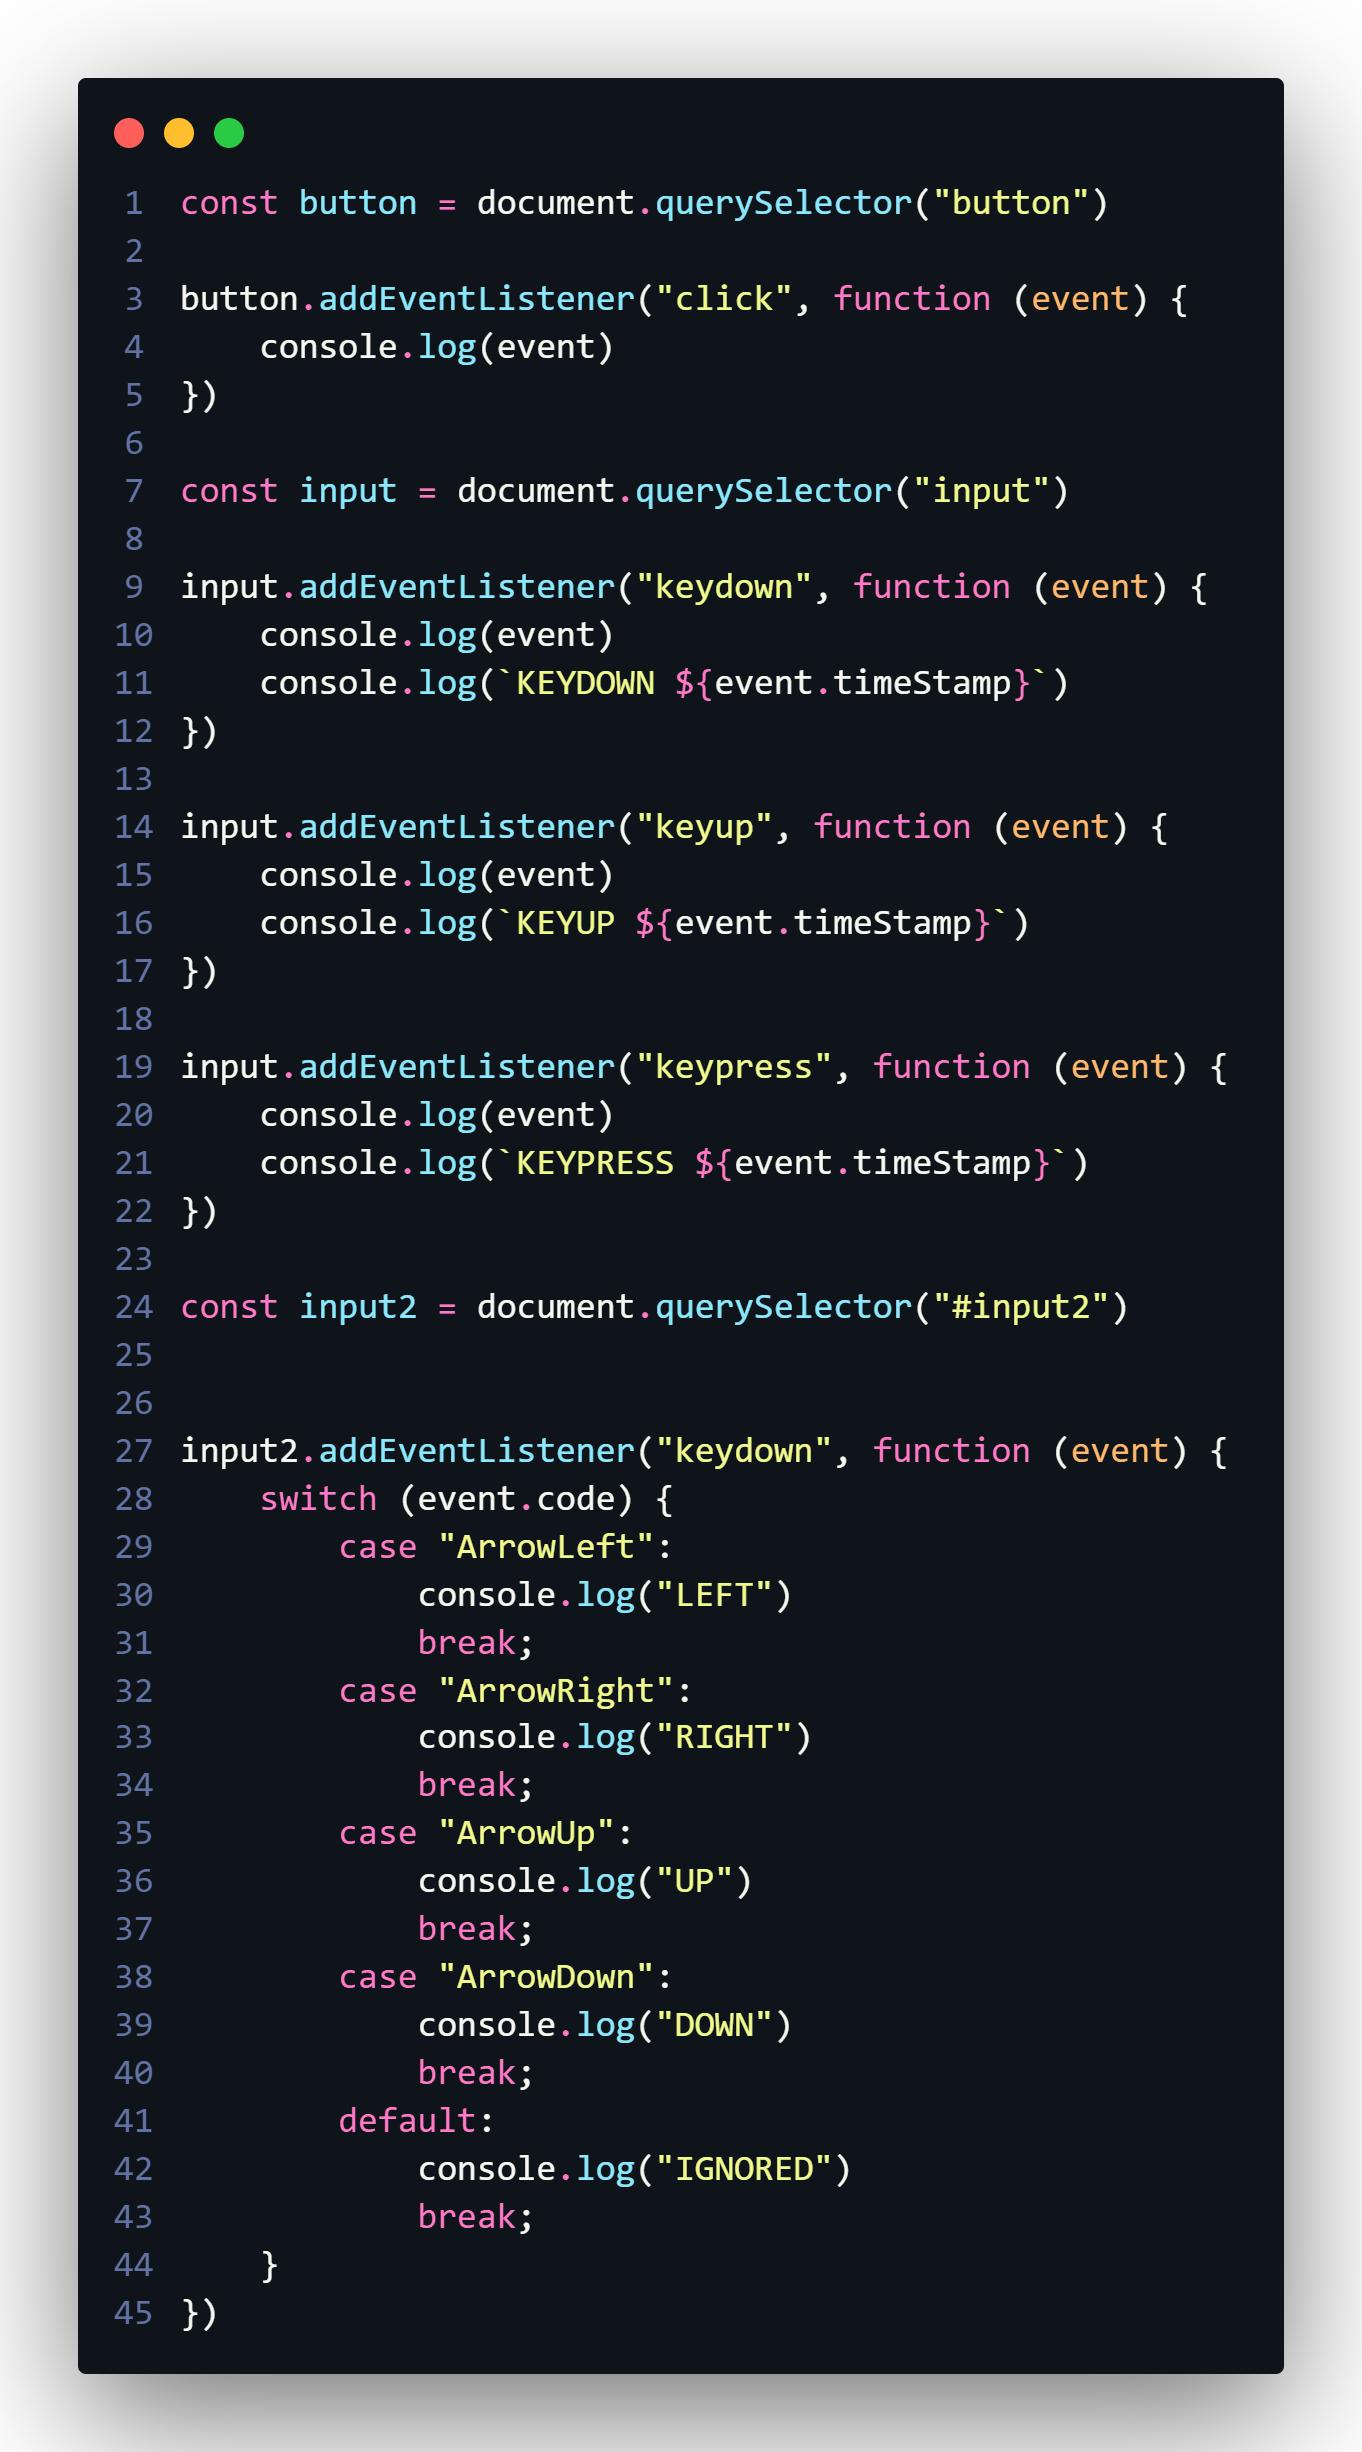 1 const button = document.querySelector("button")
2
3 button.addEventListener("click", function (event) {
4     console.log(event)
5 })
6
7 const input = document.querySelector("input")
8
9 input.addEventListener("keydown", function (event) {
10     console.log(event)
11     console.log(`KEYDOWN ${event.timeStamp}`)
12 })
13
14 input.addEventListener("keyup", function (event) {
15     console.log(event)
16     console.log(`KEYUP ${event.timeStamp}`)
17 })
18
19 input.addEventListener("keypress", function (event) {
20     console.log(event)
21     console.log(`KEYPRESS ${event.timeStamp}`)
22 })
23
24 const input2 = document.querySelector("#input2")
25
26
27 input2.addEventListener("keydown", function (event) {
28     switch (event.code) {
29         case "ArrowLeft":
30             console.log("LEFT")
31             break;
32         case "ArrowRight":
33             console.log("RIGHT")
34             break;
35         case "ArrowUp":
36             console.log("UP")
37             break;
38         case "ArrowDown":
39             console.log("DOWN")
40             break;
41         default:
42             console.log("IGNORED")
43             break;
44     }
45 })